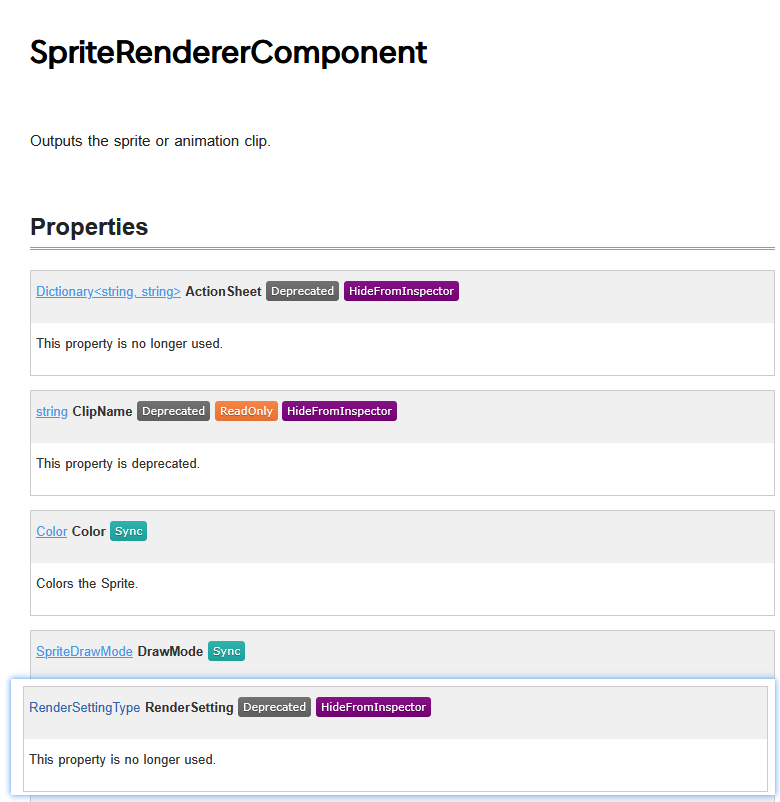 SpriteRendererComponent
Outputs the sprite or animation clip.
Properties
Dictionary<string, string> ActionSheet Deprecated HideFromInspector
This property is no longer used.
string ClipName Deprecated ReadOnly HideFromInspector
This property is deprecated.
Color Color Sync
Colors the Sprite.
SpriteDrawMode DrawMode Sync
RenderSettingType RenderSetting Deprecated HideFromInspector
This property is no longer used.